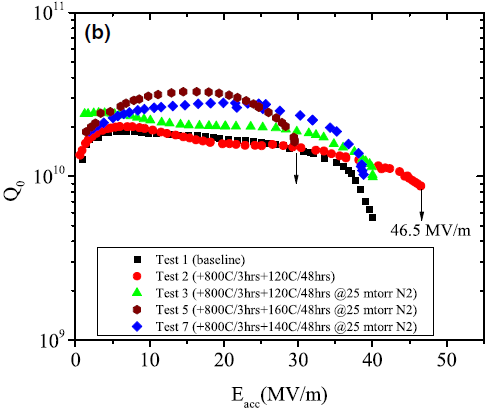 (b)
10^11
10^10
10^9
Q_0
46.5 MV/m
Test 1 (baseline)
Test 2 (+800C/3hrs+120C/48hrs)
Test 3 (+800C/3hrs+120C/48hrs @25 mtorr N2)
Test 5 (+800C/3hrs+160C/48hrs @25 mtorr N2)
Test 7 (+800C/3hrs+140C/48hrs @25 mtorr N2)
0 10 20 30 40 50
E_acc(MV/m)